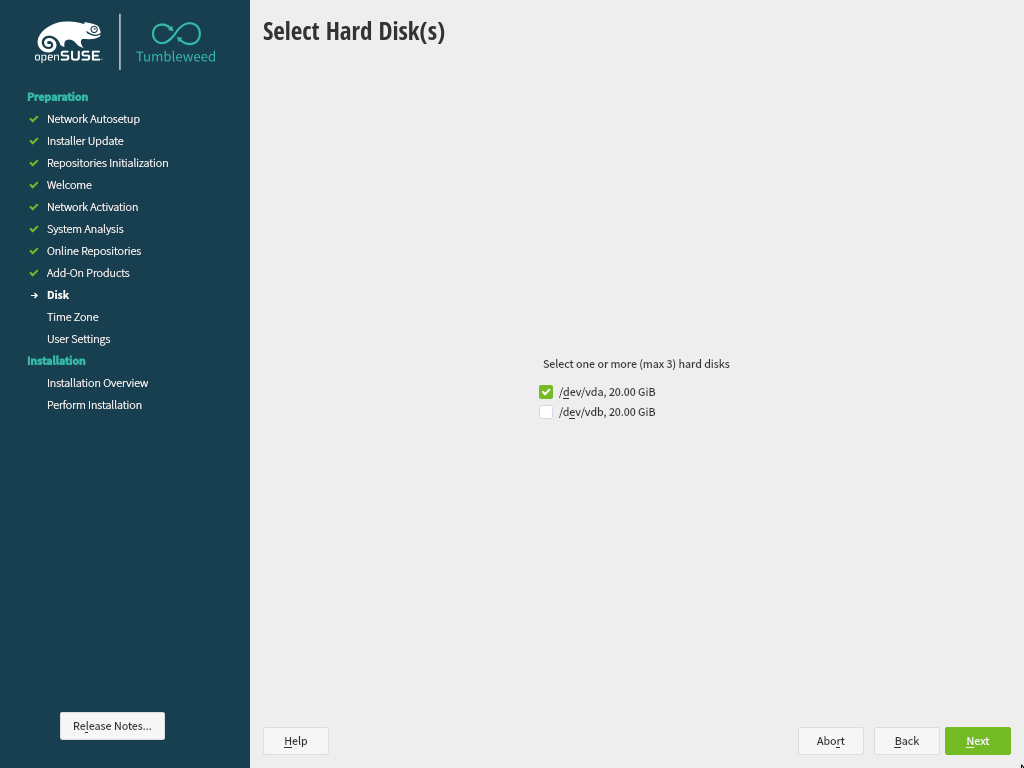 openSUSE
Tumbleweed
Preparation
Network Autosetup
Installer Update
Repositories Initialization
Welcome
Network Activation
System Analysis
Online Repositories
Add-On Products
Disk
Time Zone
User Settings
Installation
Installation Overview
Perform Installation
Release Notes...
Select Hard Disk(s)
Select one or more (max 3) hard disks
/dev/vda, 20.00 GiB
/dev/vdb, 20.00 GiB
Help
Abort
Back
Next